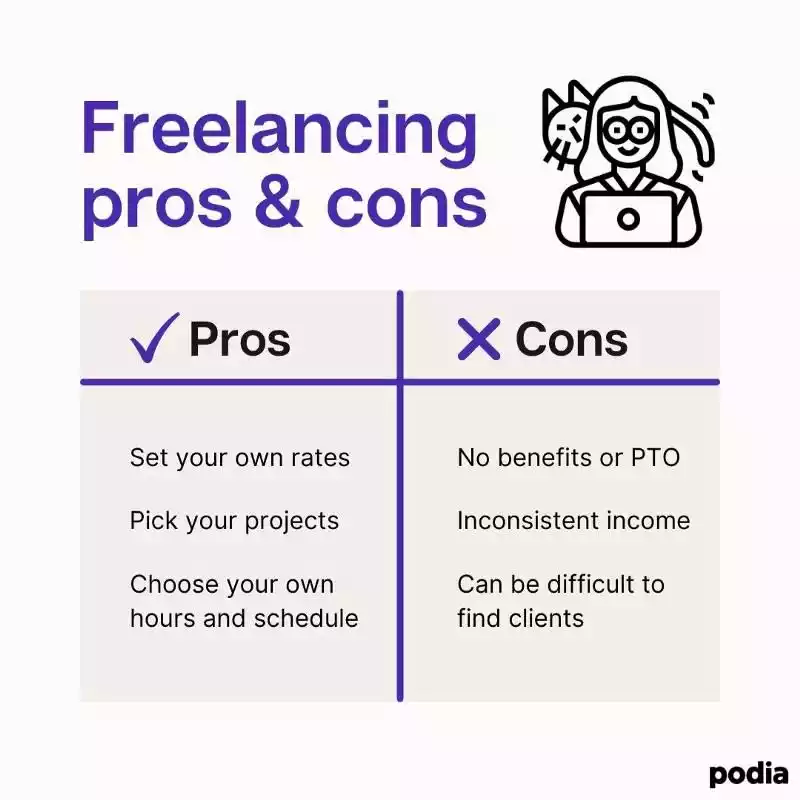 Freelancing
pros & cons
Pros
Cons
Set your own rates
No benefits or PTO
Pick your projects
Inconsistent income
Choose your own
hours and schedule
Can be difficult to
find clients
podia